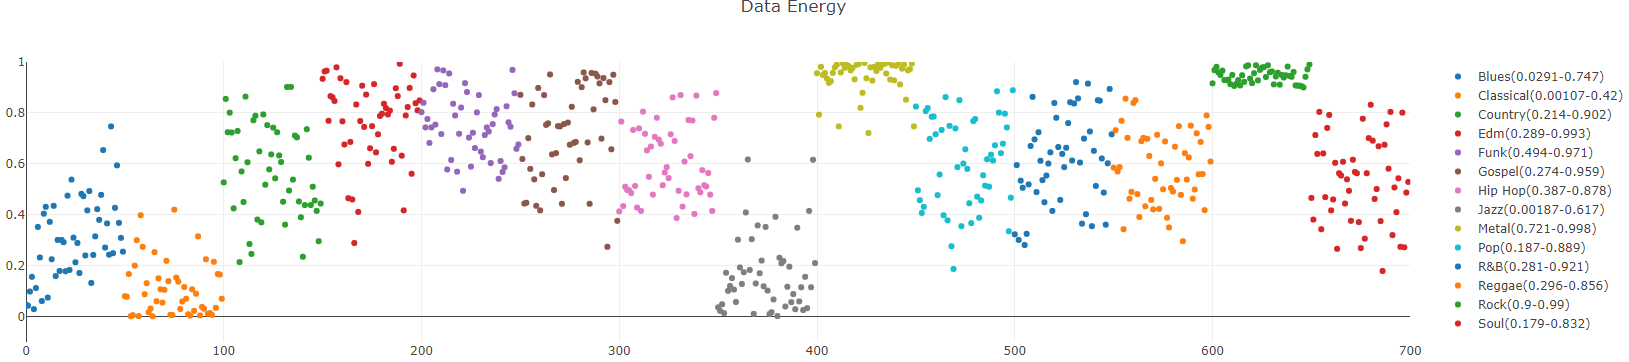 Data Energy
1
0.8
0.6
0.4
0.2
0
0 100 200 300 400 500 600 700
Blues(0.0291-0.747)
Classical(0.00107-0.42)
Country(0.214-0.902)
Edm(0.289-0.993)
Funk(0.494-0.971)
Gospel(0.274-0.959)
Hip Hop(0.387-0.878)
Jazz(0.00187-0.617)
Metal(0.721-0.998)
Pop(0.187-0.889)
R&B(0.281-0.921)
Reggae(0.296-0.856)
Rock(0.9-0.99)
Soul(0.179-0.832)